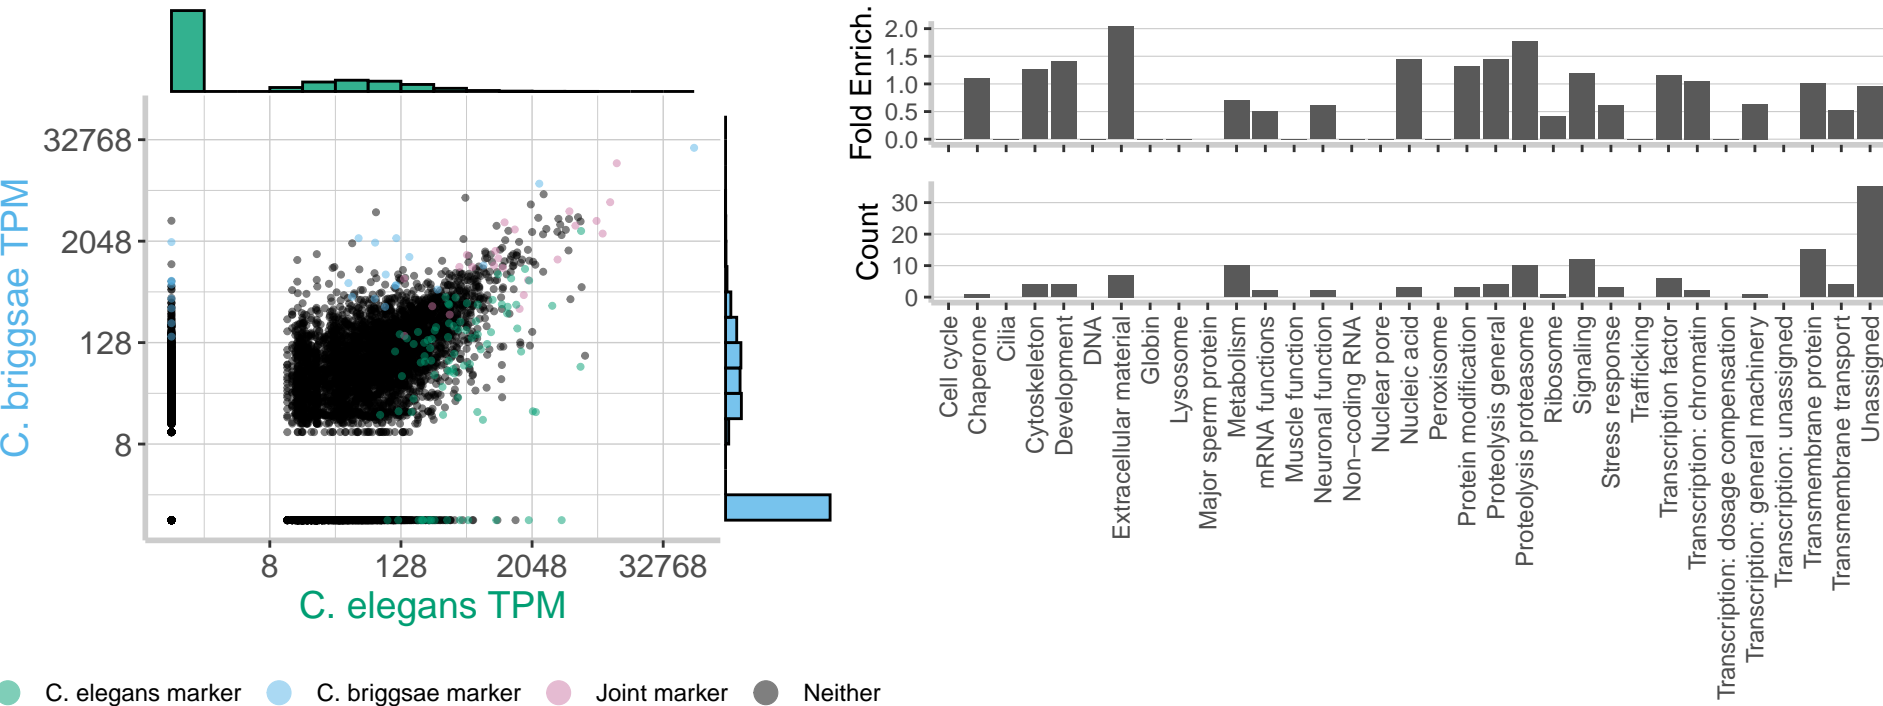 32768
2048
128
8
C. briggsae TPM
8
128
2048
32768
C. elegans TPM
C. elegans marker
C. briggsae marker
Joint marker
Neither
Fold Enrich.
2.0
1.5
1.0
0.5
0.0
Count
30
20
10
0
Cell cycle
Chaperone
Cilia
Cytoskeleton
Development
DNA
Extracellular material
Globin
Lysosome
Major sperm protein
Metabolism
mRNA functions
Muscle function
Neuronal function
Non−coding RNA
Nuclear pore
Nucleic acid
Peroxisome
Protein modification
Proteolysis general
Proteolysis proteasome
Ribosome
Signaling
Stress response
Trafficking
Transcription factor
Transcription: chromatin
Transcription: dosage compensation
Transcription: general machinery
Transcription: unassigned
Transmembrane protein
Transmembrane transport
Unassigned